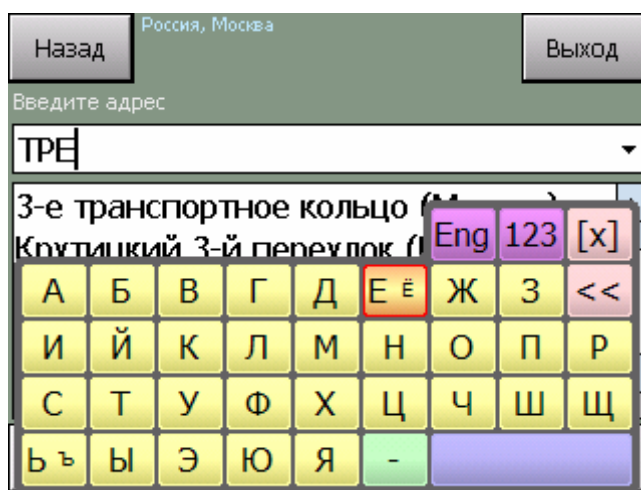 Назад
Россия, Москва
Выход
Введите адрес
ТРЕ
3-е транспортное кольцо
Крутицкий 3-й переулок
Eng 123 [x]
А Б В Г Д Е Ё Ж З <<
И Й К Л М Н О П Р
С Т У Ф Х Ц Ч Ш Щ
Ь Ъ Ы Э Ю Я -